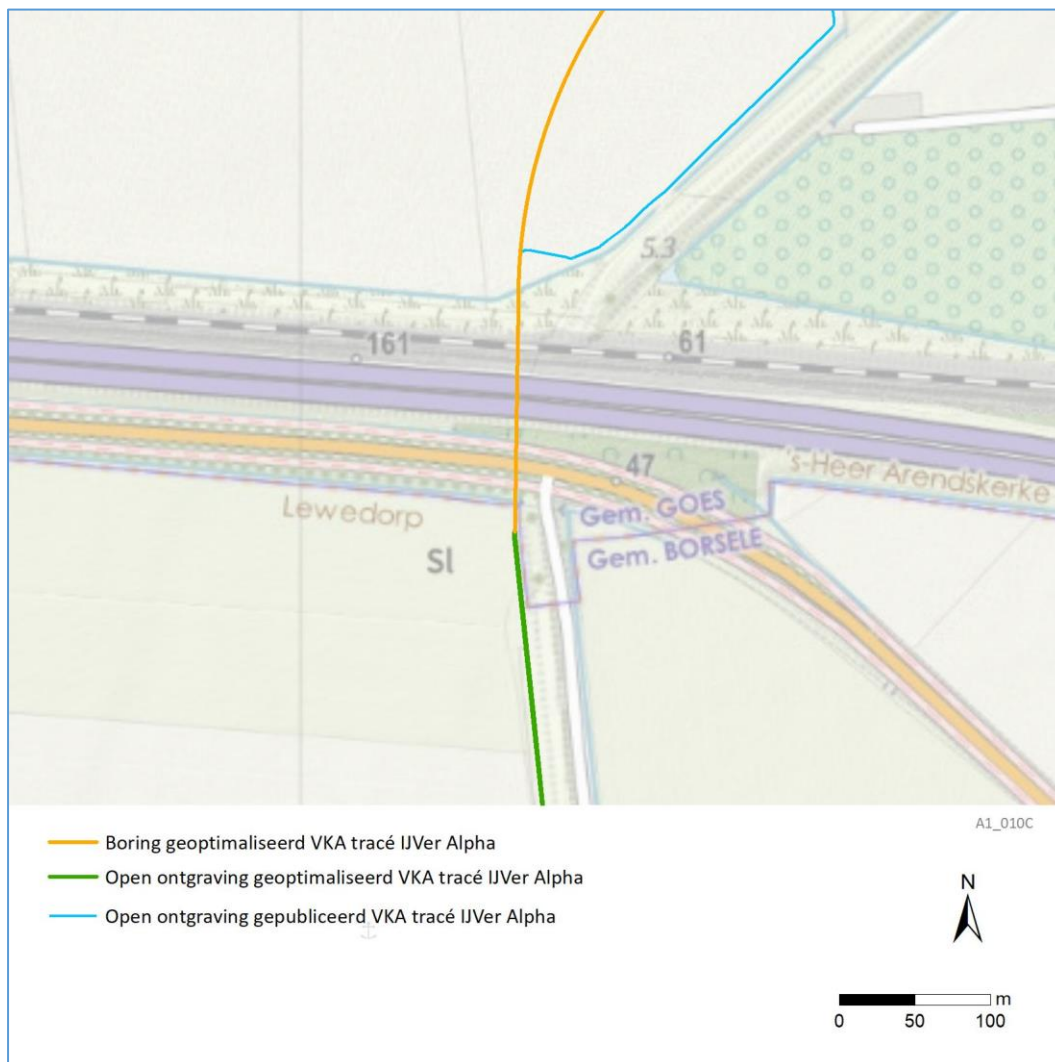 5.3
161
61
47
's-Heer Arendskerke
Lewedorp
Gem. GOES
Gem. BORSELE
Sl
A1_010C
Boring geoptimaliseerd VKA tracé IJVer Alpha
Open ontgraving geoptimaliseerd VKA tracé IJVer Alpha
Open ontgraving gepubliceerd VKA tracé IJVer Alpha
N
m
0 50 100